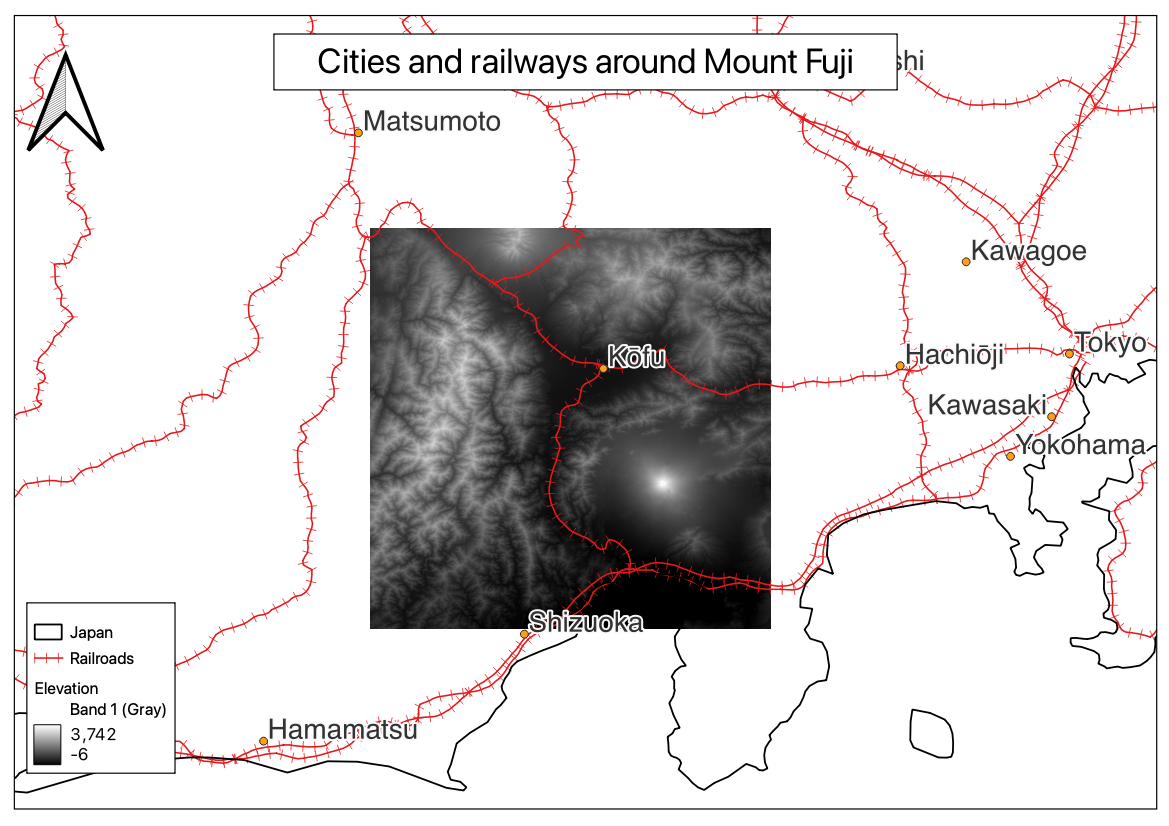 Cities and railways around Mount Fuji
shi
Matsumoto
Kawagoe
Tokyo
Kōfu
Hachiōji
Kawasaki
Yokohama
Shizuoka
Hamamatsu
Japan
Railroads
Elevation
Band 1 (Gray)
3,742
-6